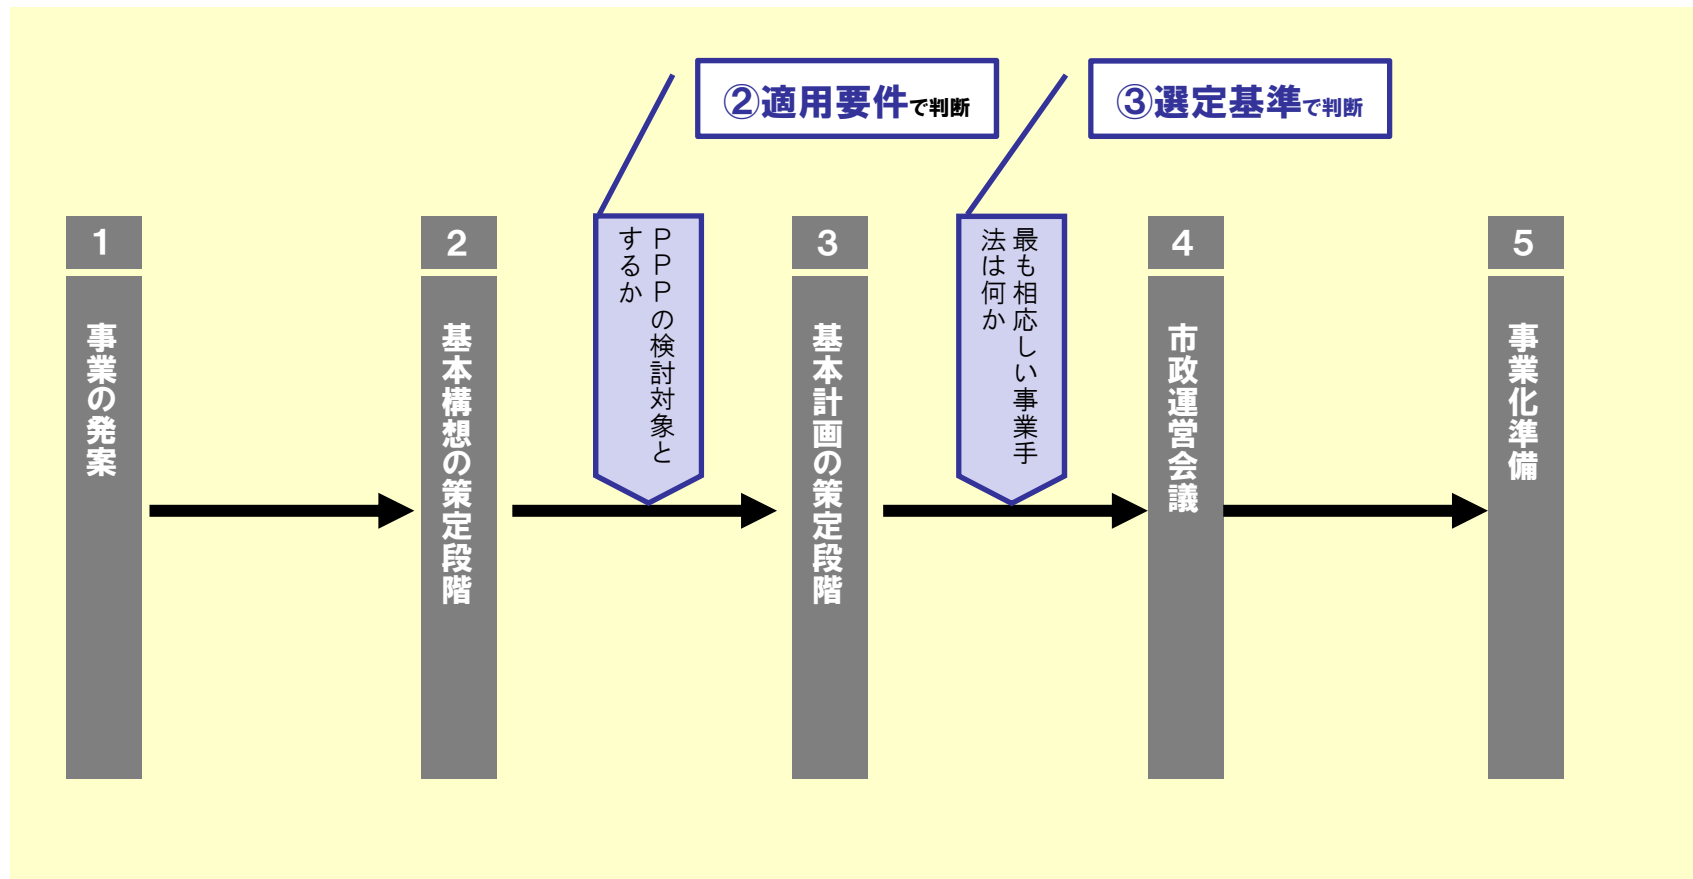 ②適用要件で判断
③選定基準で判断
1
事業の発案
2
基本構想の策定段階
ＰＰＰの検討対象と
するか
3
基本計画の策定段階
最も相応しい事業手
法は何か
4
市政運営会議
5
事業化準備